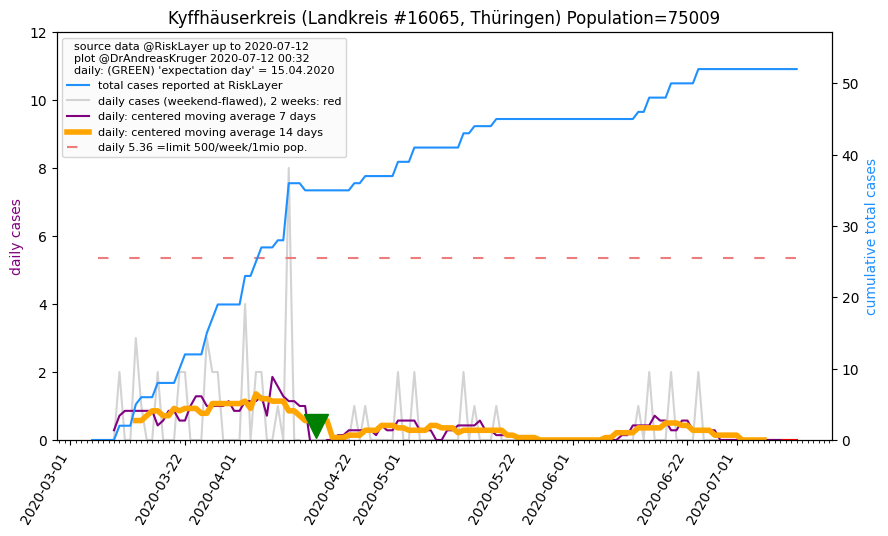 Kyffhäuserkreis (Landkreis #16065, Thüringen) Population=75009
source data @RiskLayer up to 2020-07-12
plot @DrAndreasKruger 2020-07-12 00:32
daily: (GREEN) 'expectation day' = 15.04.2020
total cases reported at RiskLayer
daily cases (weekend-flawed), 2 weeks: red
daily: centered moving average 7 days
daily: centered moving average 14 days
daily 5.36 =limit 500/week/1mio pop.
daily cases
12
10
8
6
4
2
0
cumulative total cases
50
40
30
20
10
0
2020-03-01
2020-03-22
2020-04-01
2020-04-22
2020-05-01
2020-05-22
2020-06-01
2020-06-22
2020-07-01